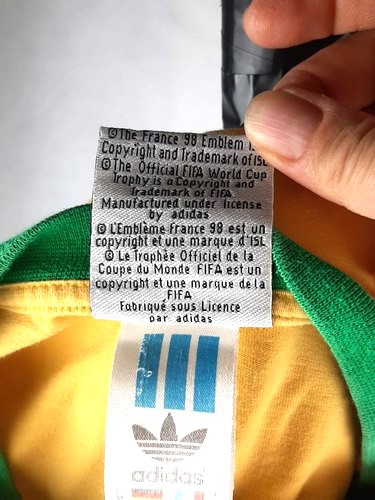 ©The France 98 Emblem
Copyright and Trademark of ISL
©The Official FIFA World Cup
Trophy is a Copyright and
Trademark of FIFA
Manufactured under license
by adidas
© L'Emblème France 98 est un
copyright et une marque d'ISL
© Le Trophée Officiel de la
Coupe du Monde FIFA est un
copyright et une marque de la
FIFA
Fabriqué sous Licence
par adidas
adidas